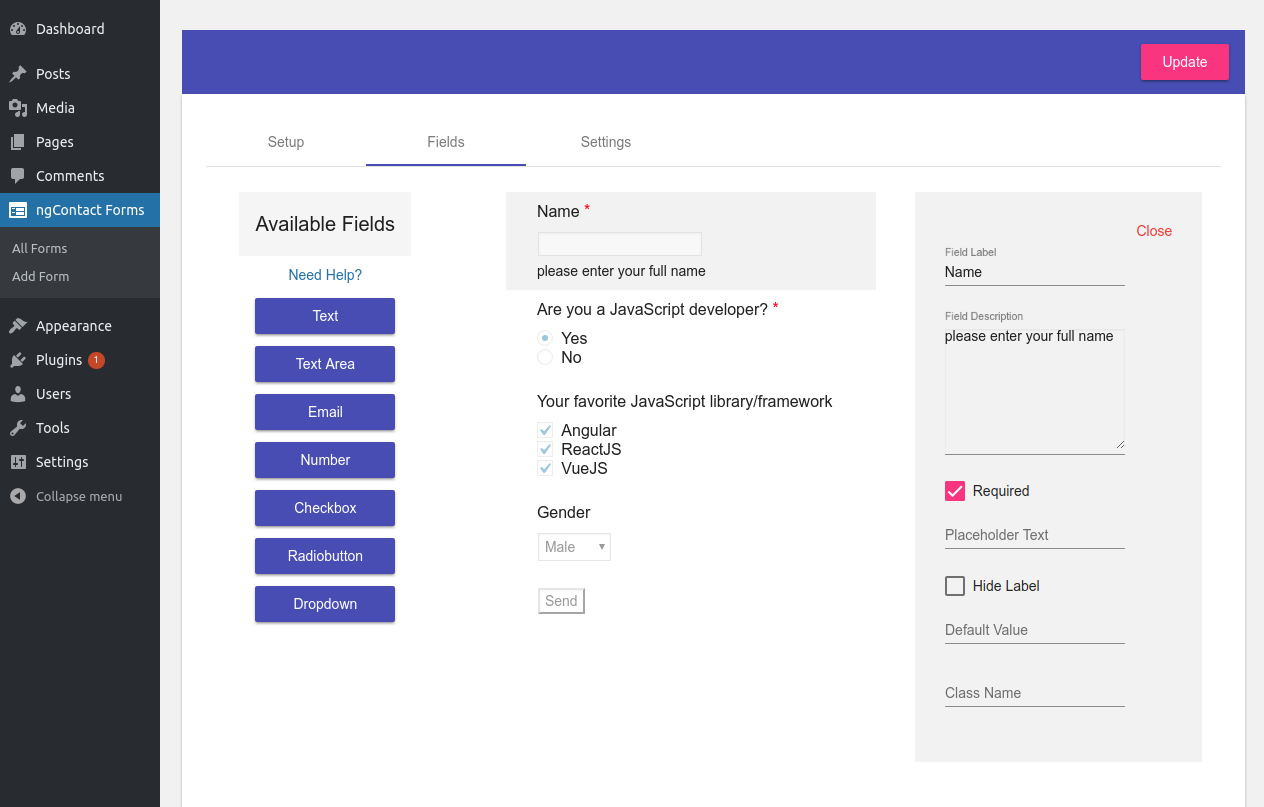 Dashboard
Posts
Media
Pages
Comments
ngContact Forms
All Forms
Add Form
Appearance
Plugins 1
Users
Tools
Settings
Collapse menu
Update
Setup Fields Settings
Available Fields
Need Help?
Text
Text Area
Email
Number
Checkbox
Radiobutton
Dropdown
Name *
please enter your full name
Are you a JavaScript developer? *
Yes
No
Your favorite JavaScript library/framework
Angular
ReactJS
VueJS
Gender
Male
Send
Close
Field Label
Name
Field Description
please enter your full name
Required
Placeholder Text
Hide Label
Default Value
Class Name